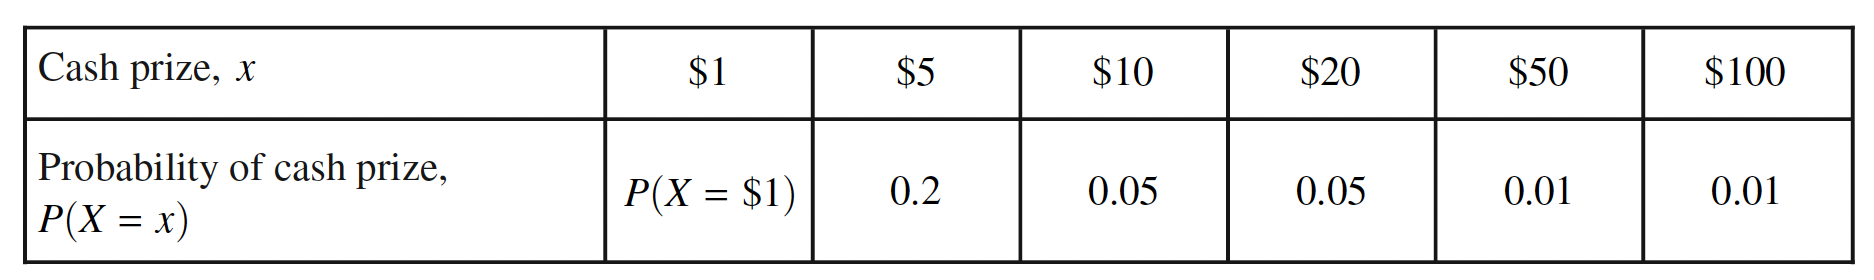 Cash prize, x $1 $5 $10 $20 $50 $100
Probability of cash prize,
P(X = x) P(X = $1) 0.2 0.05 0.05 0.01 0.01